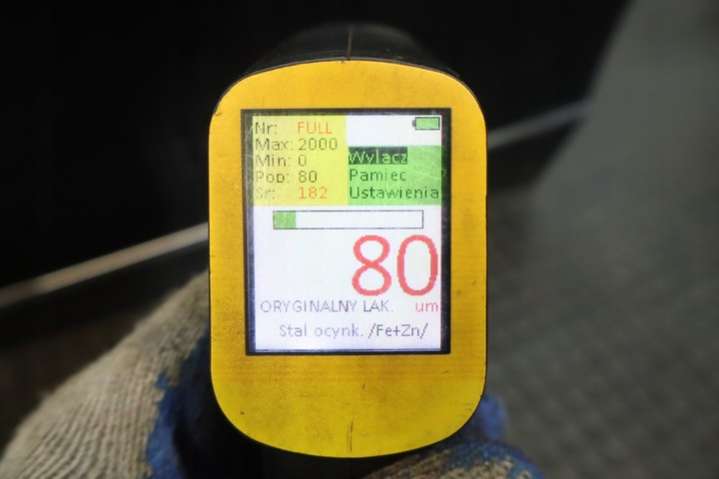 Nr: FULL
Max: 2000
Min: 0
Pop: 80
Sr: 182
Wylacz
Pamiec
Ustawienia
80
ORYGINALNY LAK. um
Stal ocynk. /Fe+Zn/